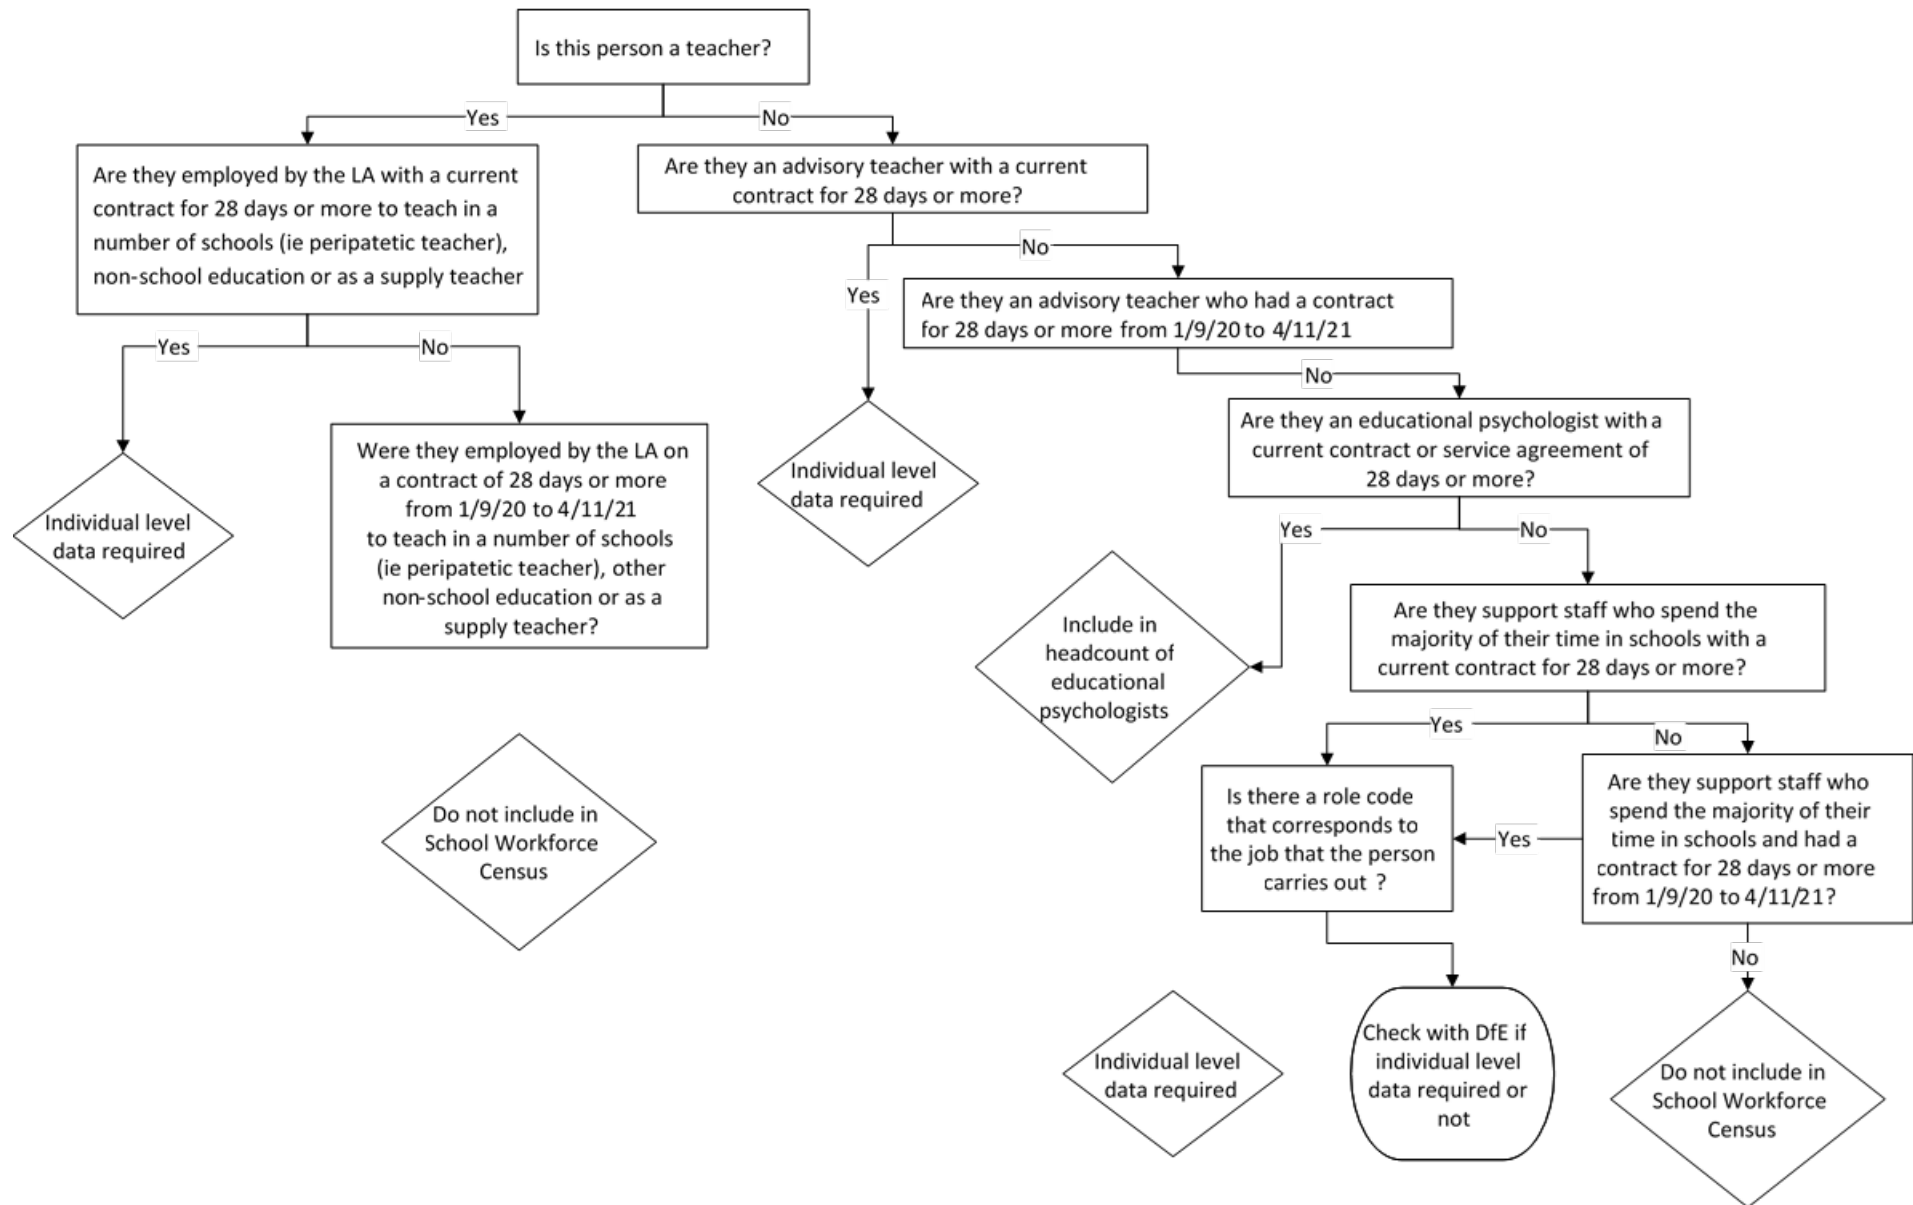 Is this person a teacher?
Yes
No
Are they employed by the LA with a current
contract for 28 days or more to teach in a
number of schools (ie peripatetic teacher),
non-school education or as a supply teacher
Are they an advisory teacher with a current
contract for 28 days or more?
No
Yes
Are they an advisory teacher who had a contract
for 28 days or more from 1/9/20 to 4/11/21
Yes
No
No
Individual level
data required
Were they employed by the LA on
a contract of 28 days or more
from 1/9/20 to 4/11/21
to teach in a number of schools
(ie peripatetic teacher), other
non-school education or as a
supply teacher?
Individual level
data required
Are they an educational psychologist with a
current contract or service agreement of
28 days or more?
Yes
No
Include in
headcount of
educational
psychologists
Are they support staff who spend the
majority of their time in schools with a
current contract for 28 days or more?
Yes
No
Do not include in
School Workforce
Census
Is there a role code
that corresponds to
the job that the person
carries out ?
Yes
Are they support staff who
spend the majority of their
time in schools and had a
contract for 28 days or more
from 1/9/20 to 4/11/21?
No
Individual level
data required
Check with DfE if
individual level
data required or
not
Do not include in
School Workforce
Census